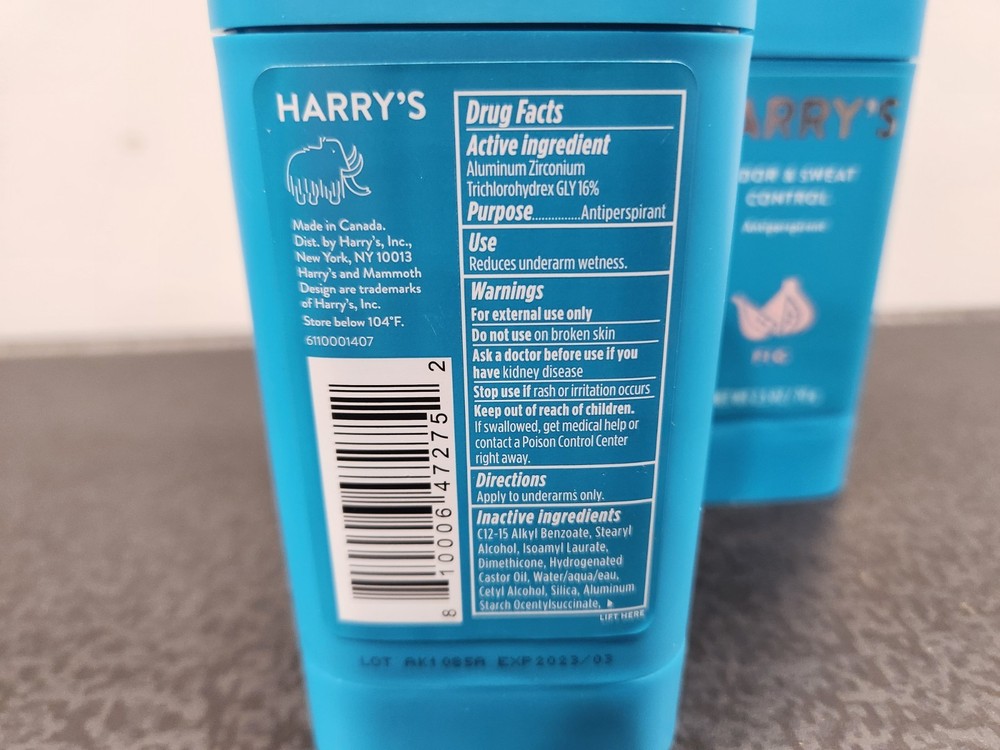 HARRY'S
Made in Canada.
Dist. by Harry's, Inc.,
New York, NY 10013
Harry's and Mammoth
Design are trademarks
of Harry's, Inc.
Store below 104°F.
6110001407
8 10006 47275 2
Drug Facts
Active ingredient
Aluminum Zirconium
Trichlorohydrex GLY 16%
Purpose..............Antiperspirant
Use
Reduces underarm wetness.
Warnings
For external use only
Do not use on broken skin
Ask a doctor before use if you
have kidney disease
Stop use if rash or irritation occurs
Keep out of reach of children.
If swallowed, get medical help or
contact a Poison Control Center
right away.
Directions
Apply to underarms only.
Inactive ingredients
C12-15 Alkyl Benzoate, Stearyl
Alcohol, Isoamyl Laurate,
Dimethicone, Hydrogenated
Castor Oil, Water/aqua/eau,
Cetyl Alcohol, Silica, Aluminum
Starch Ocentylsuccinate,
LIFT HERE
LOT AK1085A EXP2023/03
ARRY'S
& SWEAT
CONTROL
Antiperspirant
FIG